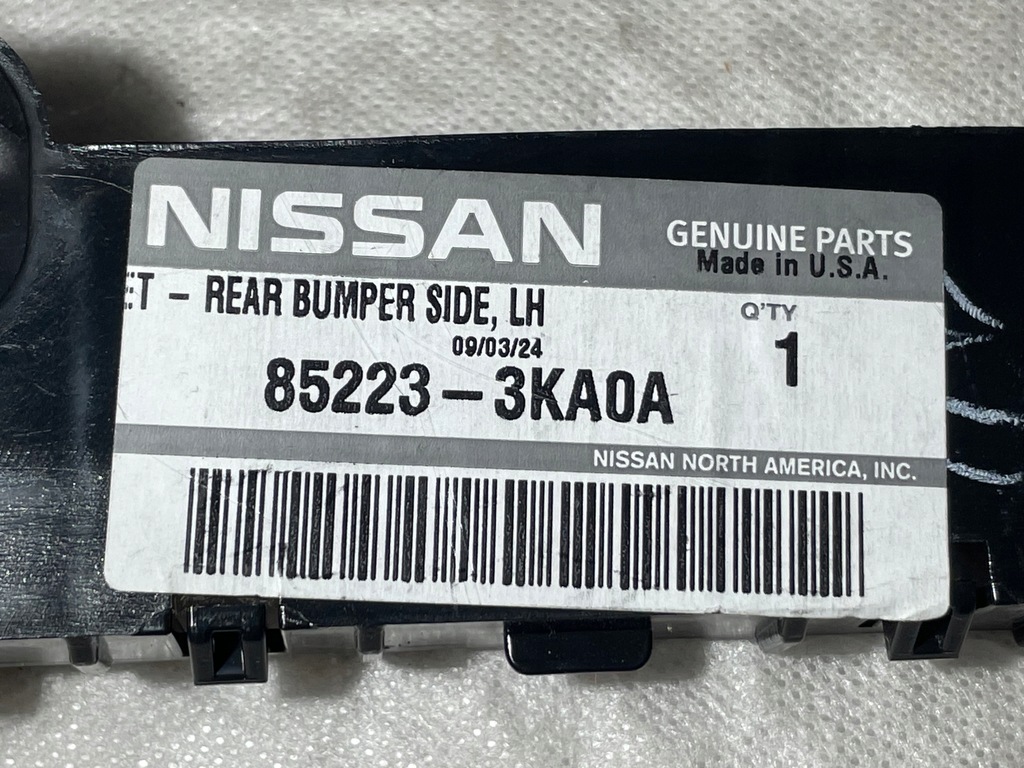 NISSAN
GENUINE PARTS
Made in U.S.A.
ET - REAR BUMPER SIDE, LH
Q'TY
09/03/24
1
85223-3KA0A
NISSAN NORTH AMERICA, INC.